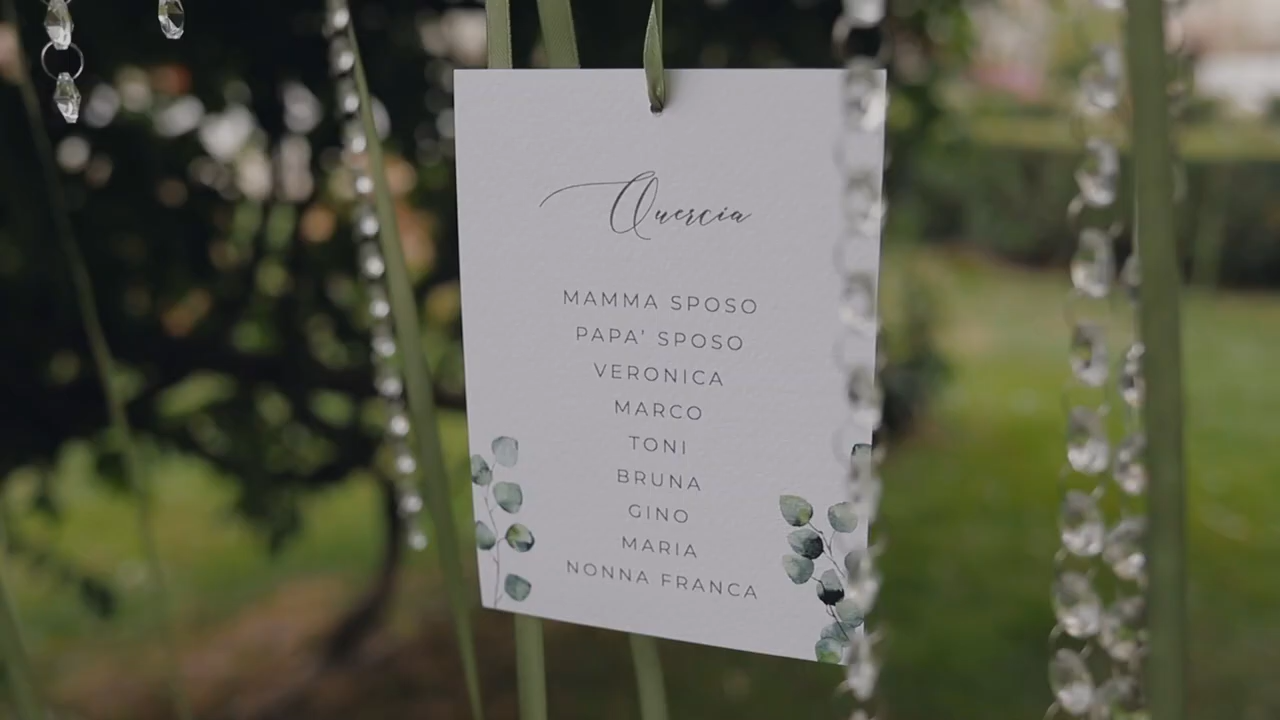 Quercia
MAMMA SPOSO
PAPA' SPOSO
VERONICA
MARCO
TONI
BRUNA
GINO
MARIA
NONNA FRANCA